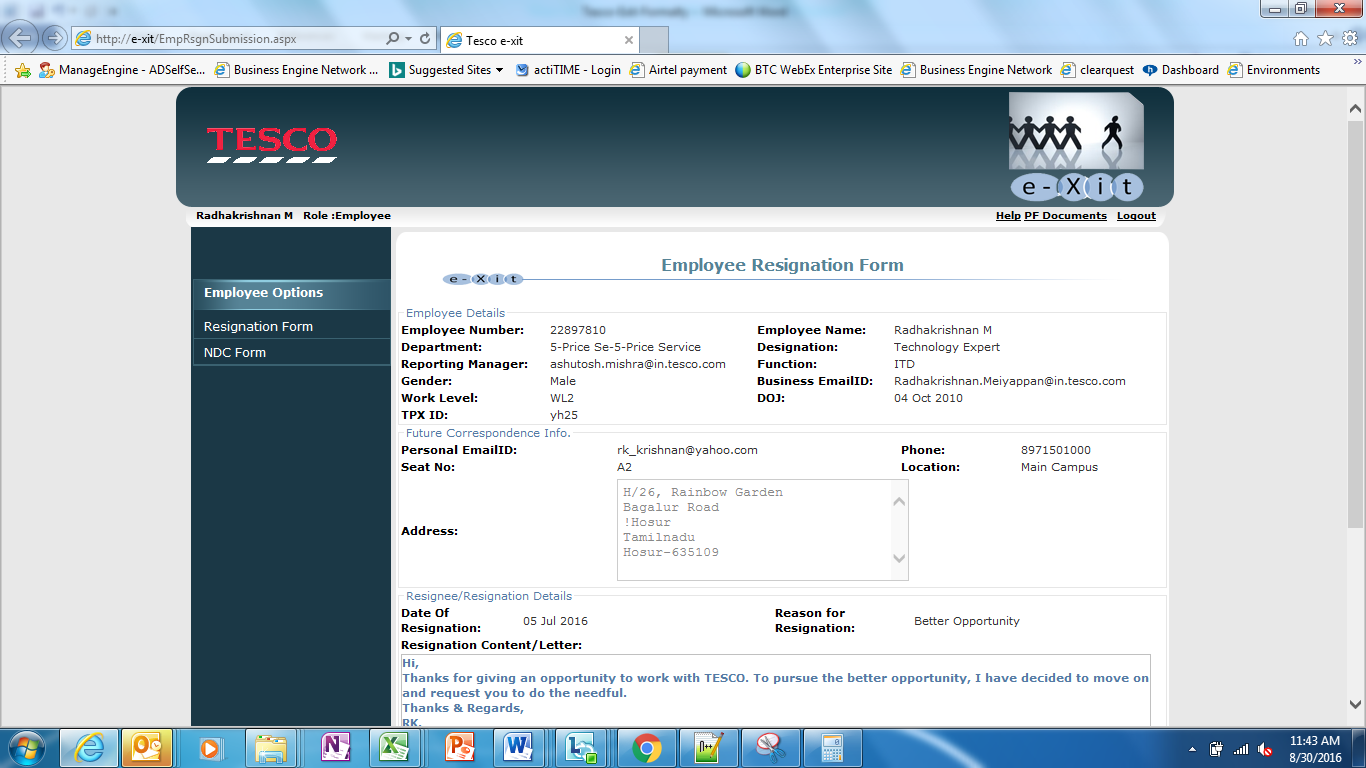 Tesco Exit Formality - Microsoft Word
http://e-xit/EmpRsgnSubmission.aspx
Tesco e-xit
ManageEngine - ADSelfSe...
Business Engine Network ...
Suggested Sites
actiTIME - Login
Airtel payment
BTC WebEx Enterprise Site
Business Engine Network
clearquest
Dashboard
Environments
TESCO
e-Xit
Radhakrishnan M Role :Employee
Help PF Documents Logout
Employee Options
Resignation Form
NDC Form
e-Xit
Employee Resignation Form
Employee Details
Employee Number: 22897810 Employee Name: Radhakrishnan M
Department: 5-Price Se-5-Price Service Designation: Technology Expert
Reporting Manager: ashutosh.mishra@in.tesco.com Function: ITD
Gender: Male Business EmailID: Radhakrishnan.Meiyappan@in.tesco.com
Work Level: WL2 DOJ: 04 Oct 2010
TPX ID: yh25
Future Correspondence Info.
Personal EmailID: rk_krishnan@yahoo.com Phone: 8971501000
Seat No: A2 Location: Main Campus
Address:
H/26, Rainbow Garden
Bagalur Road
!Hosur
Tamilnadu
Hosur-635109
Resignee/Resignation Details
Date Of
Resignation: 05 Jul 2016
Reason for
Resignation: Better Opportunity
Resignation Content/Letter:
Hi,
Thanks for giving an opportunity to work with TESCO. To pursue the better opportunity, I have decided to move on
and request you to do the needful.
Thanks & Regards,
RK.
11:43 AM
8/30/2016